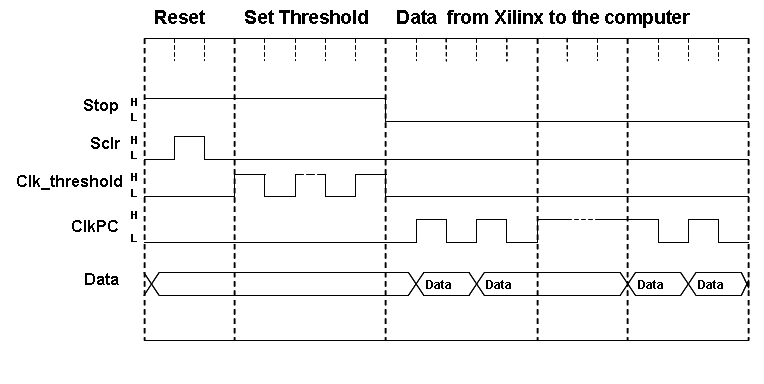 Reset Set Threshold Data from Xilinx to the computer
Stop H
L
Sclr H
L
Clk_threshold H
L
ClkPC H
L
Data Data Data Data Data